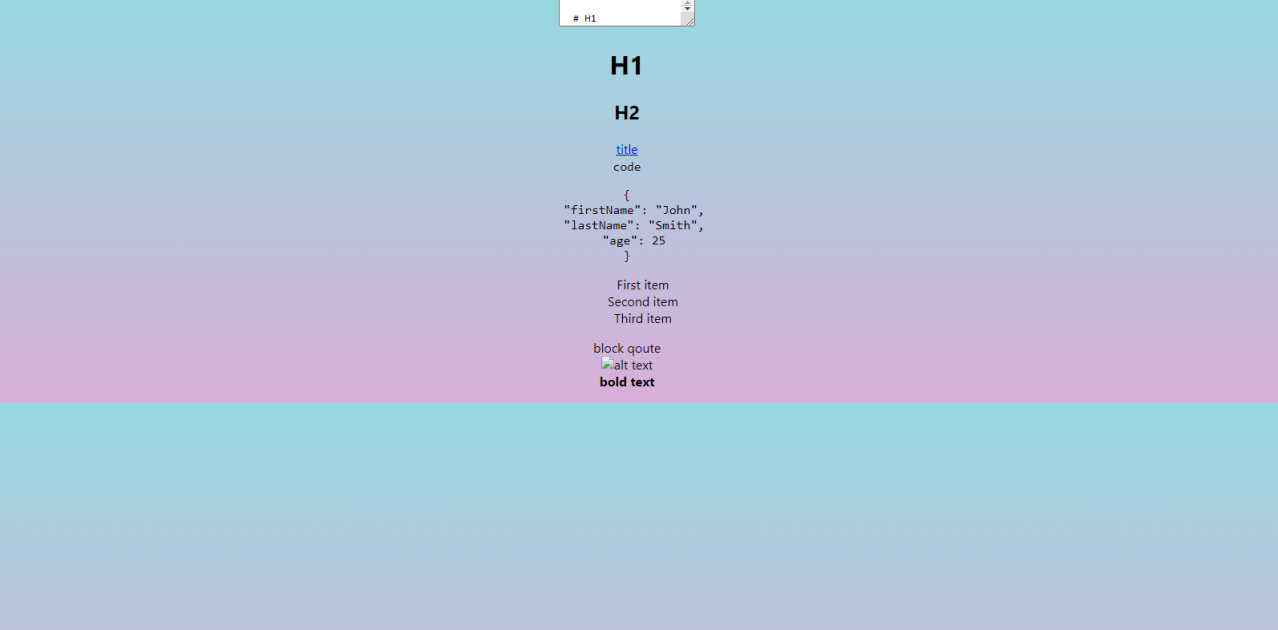 # H1
H1
H2
title
code
{
"firstName": "John",
"lastName": "Smith",
"age": 25
}
First item
Second item
Third item
block qoute
alt text
bold text